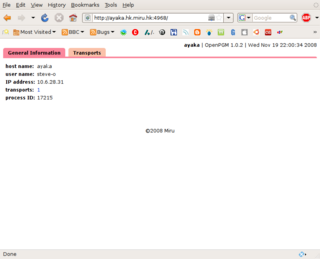 File Edit View History Bookmarks Tools Help
http://ayaka.hk.miru.hk:4968/
Google
Most Visited BBC Bugs
ayaka | OpenPGM 1.0.2 | Wed Nov 19 22:00:34 2008
General Information Transports
host name: ayaka
user name: steve-o
IP address: 10.6.28.31
transports: 1
process ID: 17215
©2008 Miru
Done